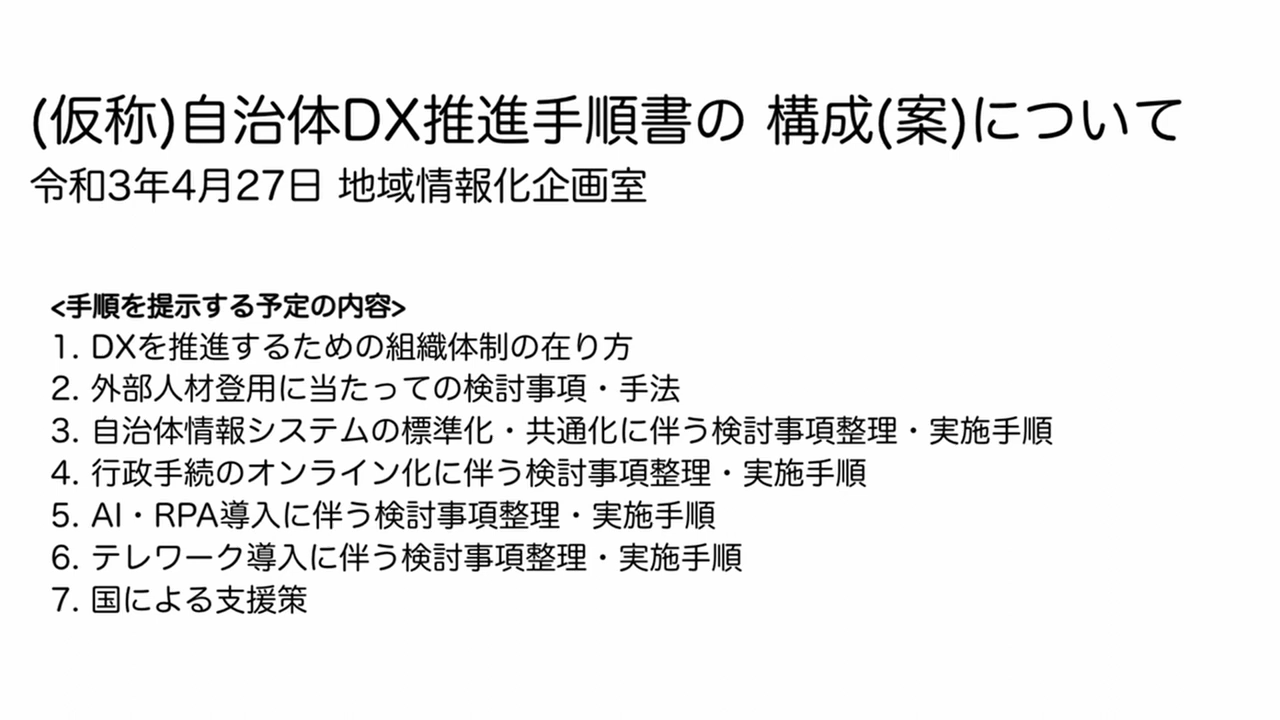 (仮称)自治体DX推進手順書の 構成(案)について
令和3年4月27日 地域情報化企画室
<手順を提示する予定の内容>
1. DXを推進するための組織体制の在り方
2. 外部人材登用に当たっての検討事項・手法
3. 自治体情報システムの標準化・共通化に伴う検討事項整理・実施手順
4. 行政手続のオンライン化に伴う検討事項整理・実施手順
5. AI・RPA導入に伴う検討事項整理・実施手順
6. テレワーク導入に伴う検討事項整理・実施手順
7. 国による支援策